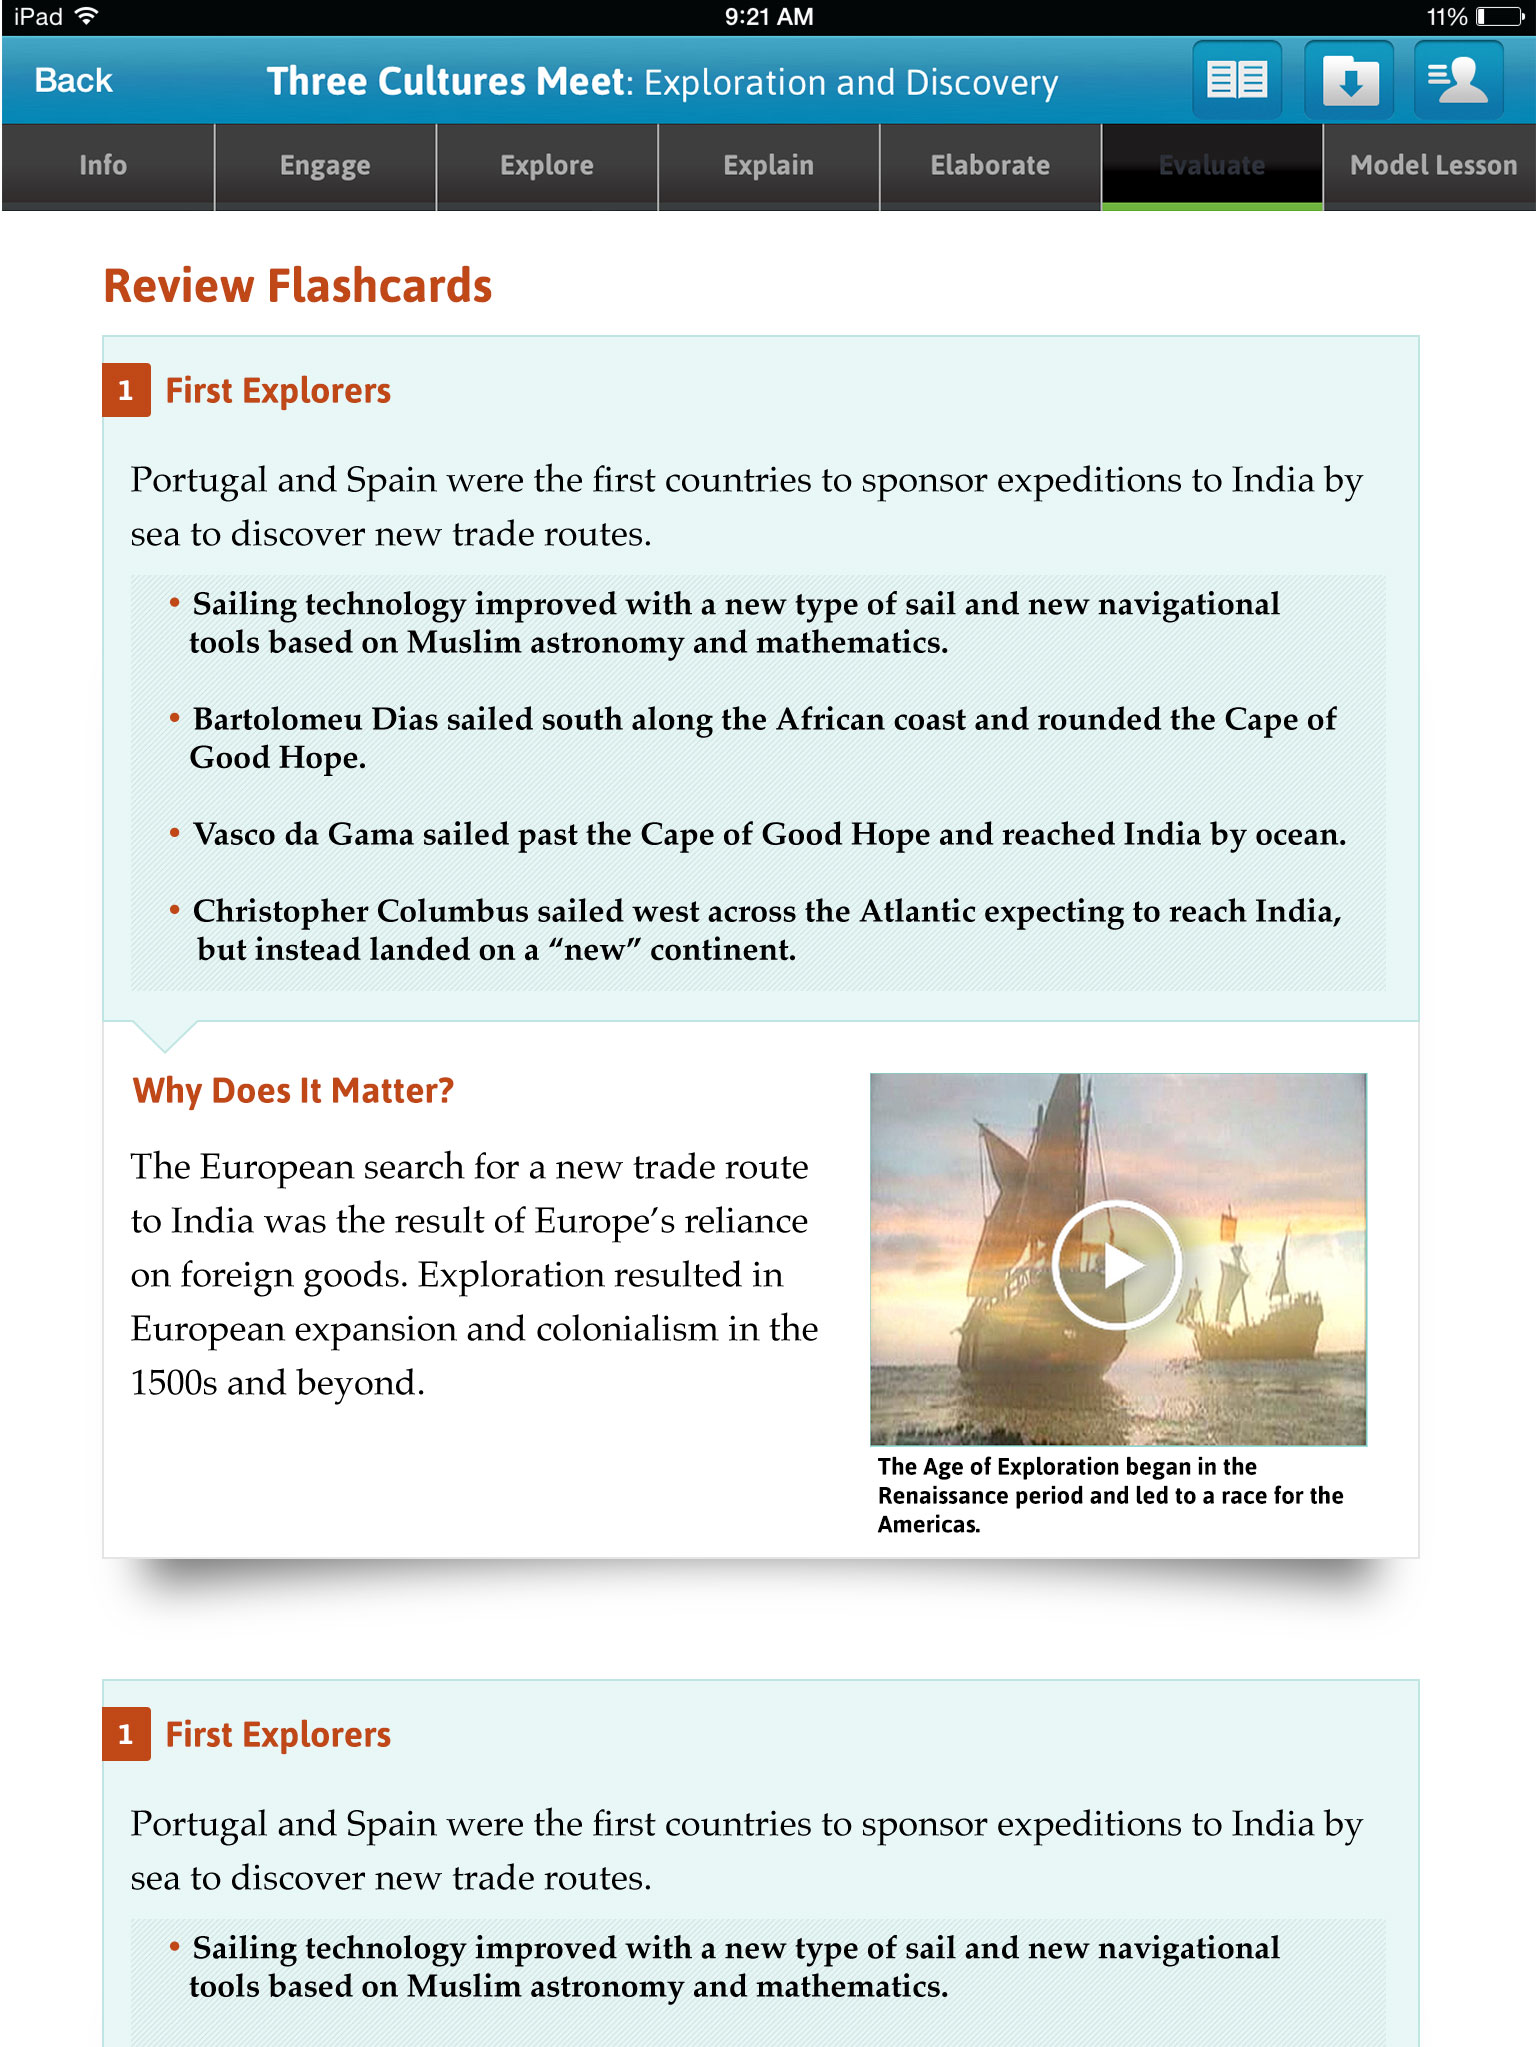 iPad 9:21 AM 11%
Back Three Cultures Meet: Exploration and Discovery
Info Engage Explore Explain Elaborate Evaluate Model Lesson
Review Flashcards
1 First Explorers
Portugal and Spain were the first countries to sponsor expeditions to India by
sea to discover new trade routes.
• Sailing technology improved with a new type of sail and new navigational
tools based on Muslim astronomy and mathematics.
• Bartolomeu Dias sailed south along the African coast and rounded the Cape of
Good Hope.
• Vasco da Gama sailed past the Cape of Good Hope and reached India by ocean.
• Christopher Columbus sailed west across the Atlantic expecting to reach India,
but instead landed on a “new” continent.
Why Does It Matter?
The European search for a new trade route
to India was the result of Europe’s reliance
on foreign goods. Exploration resulted in
European expansion and colonialism in the
1500s and beyond.
The Age of Exploration began in the
Renaissance period and led to a race for the
Americas.
1 First Explorers
Portugal and Spain were the first countries to sponsor expeditions to India by
sea to discover new trade routes.
• Sailing technology improved with a new type of sail and new navigational
tools based on Muslim astronomy and mathematics.